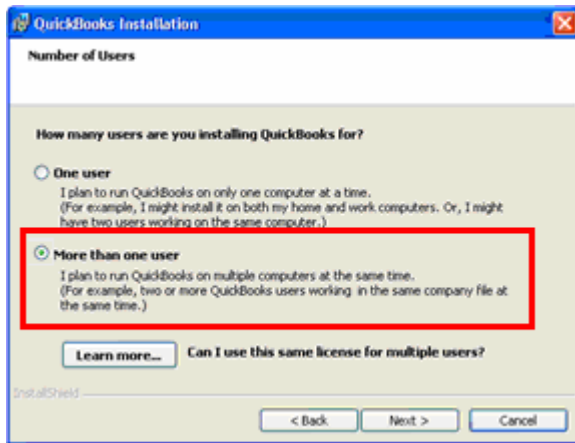 QuickBooks Installation
Number of Users
How many users are you installing QuickBooks for?
One user
I plan to run QuickBooks on only one computer at a time.
(For example, I might install it on both my home and work computers. Or, I might
have two users working on the same computer.)
More than one user
I plan to run QuickBooks on multiple computers at the same time.
(For example, two or more QuickBooks users working in the same company file at
the same time.)
Learn more... Can I use this same license for multiple users?
InstallShield
< Back Next > Cancel